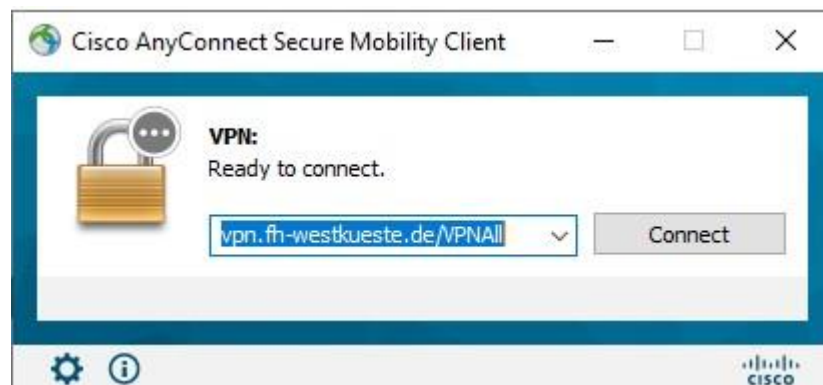 Cisco AnyConnect Secure Mobility Client
VPN:
Ready to connect.
vpn.fh-westkueste.de/VPNAll
Connect
CISCO